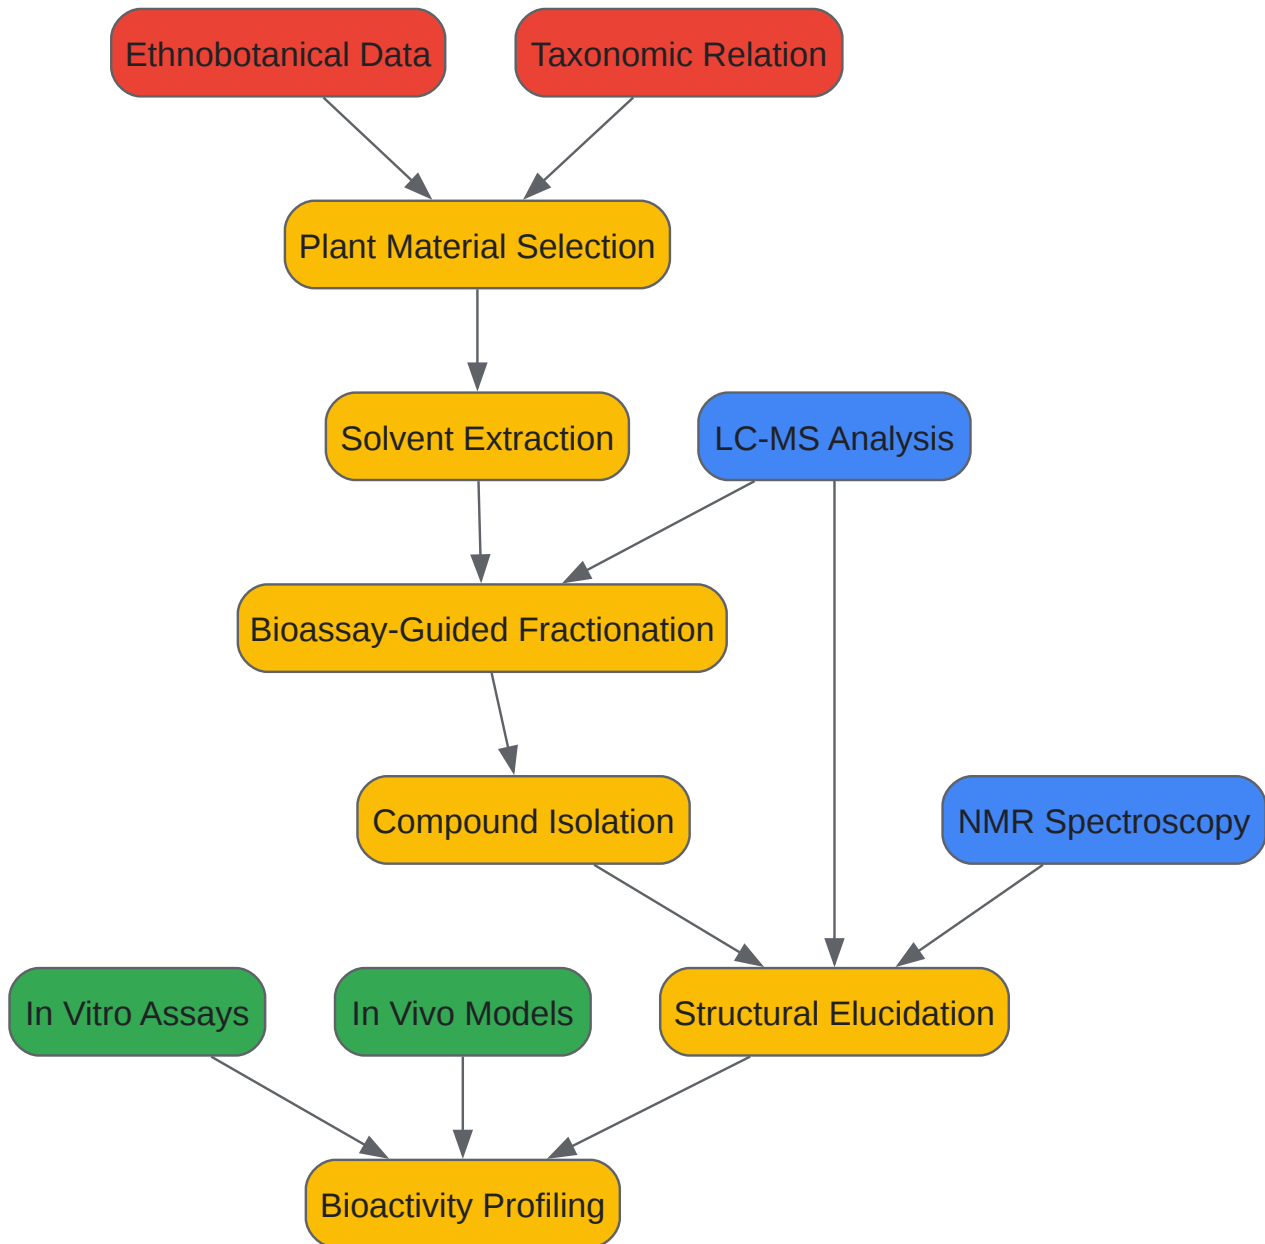 Ethnobotanical Data
Taxonomic Relation
Plant Material Selection
Solvent Extraction
LC-MS Analysis
Bioassay-Guided Fractionation
Compound Isolation
NMR Spectroscopy
In Vitro Assays
In Vivo Models
Structural Elucidation
Bioactivity Profiling